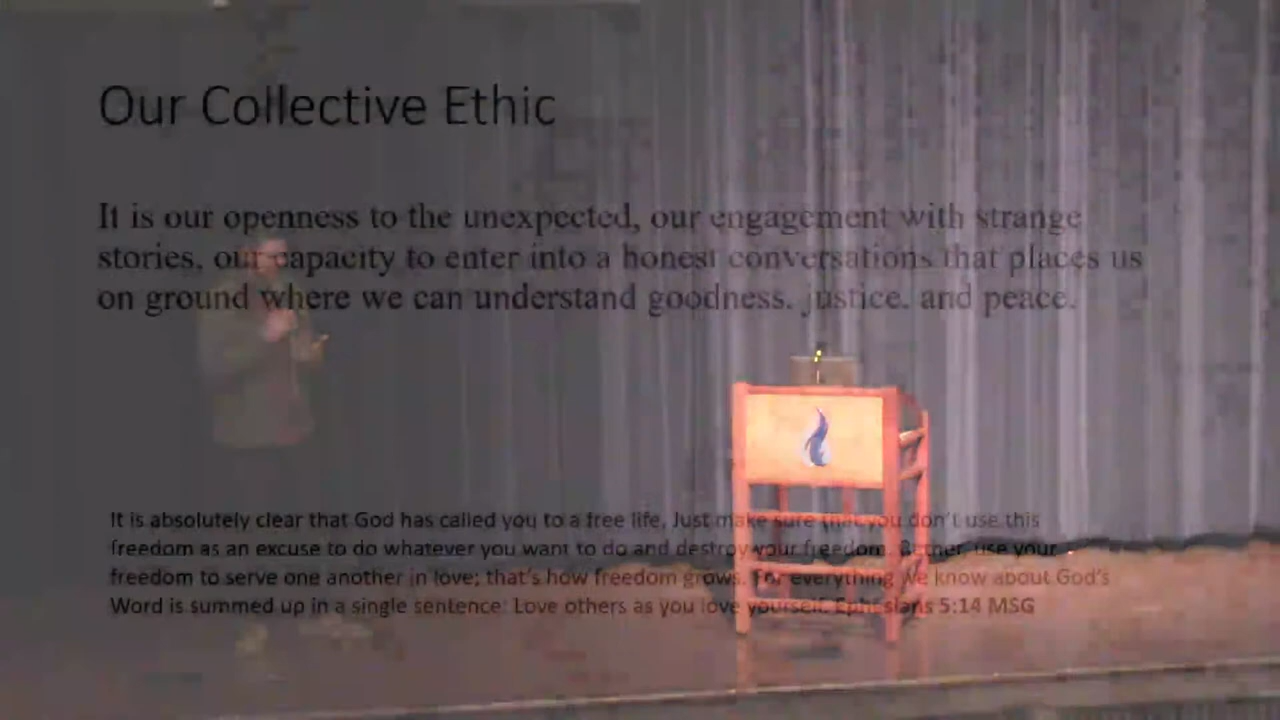 Our Collective Ethic
It is our openness to the unexpected, our engagement with strange
stories, our capacity to enter into a honest conversations that places us
on ground where we can understand goodness, justice, and peace.
It is absolutely clear that God has called you to a free life. Just make sure that you don't use this
freedom as an excuse to do whatever you want to do and destroy your freedom. Rather, use your
freedom to serve one another in love; that's how freedom grows. For everything we know about God's
Word is summed up in a single sentence: Love others as you love yourself. Ephesians 5:14 MSG